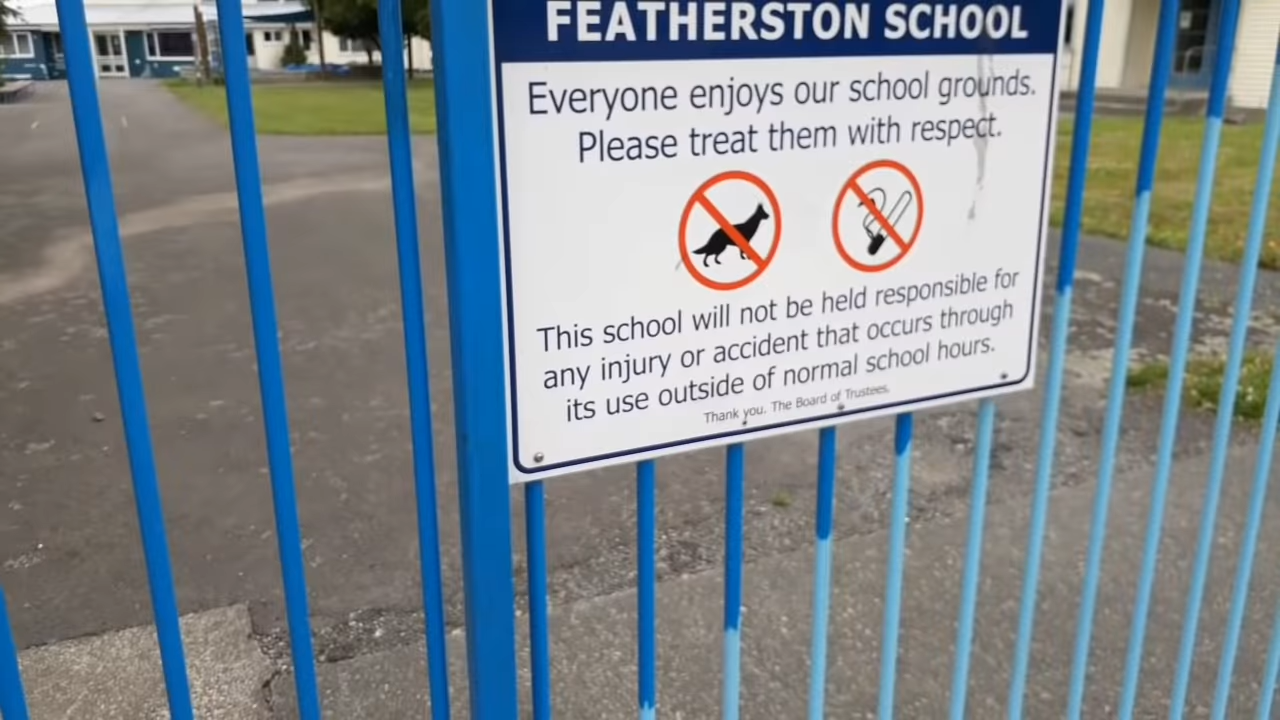 FEATHERSTON SCHOOL
Everyone enjoys our school grounds.
Please treat them with respect.
This school will not be held responsible for
any injury or accident that occurs through
its use outside of normal school hours.
Thank you. The Board of Trustees.